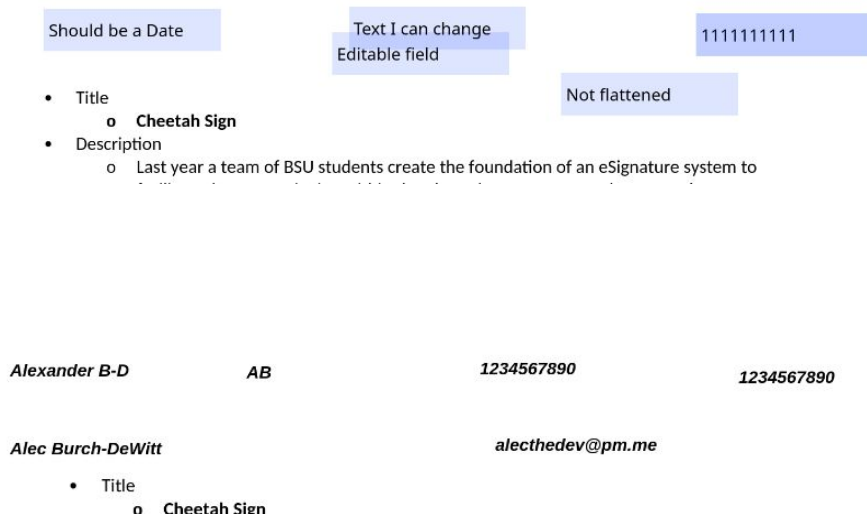 Should be a Date
Text I can change
1111111111
Editable field
Not flattened
• Title
o Cheetah Sign
• Description
o Last year a team of BSU students create the foundation of an eSignature system to
Alexander B-D
AB
1234567890
1234567890
Alec Burch-DeWitt
alecthedev@pm.me
• Title
o Cheetah Sign